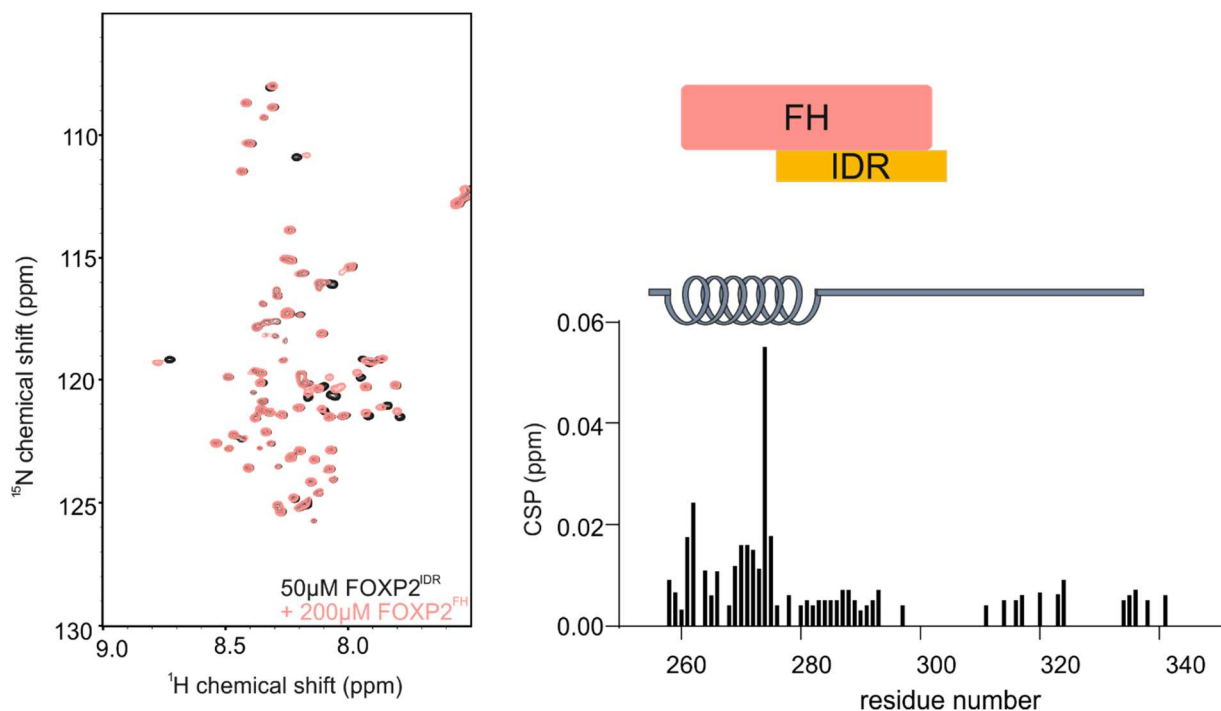 110
115
120
125
130
9.0
8.5
8.0
¹⁵N chemical shift (ppm)
¹H chemical shift (ppm)
50μM FOXP2ᴵᴰᴿ
+ 200μM FOXP2ᶠᴴ
FH
IDR
0.06
0.04
0.02
0.00
CSP (ppm)
260
280
300
320
340
residue number